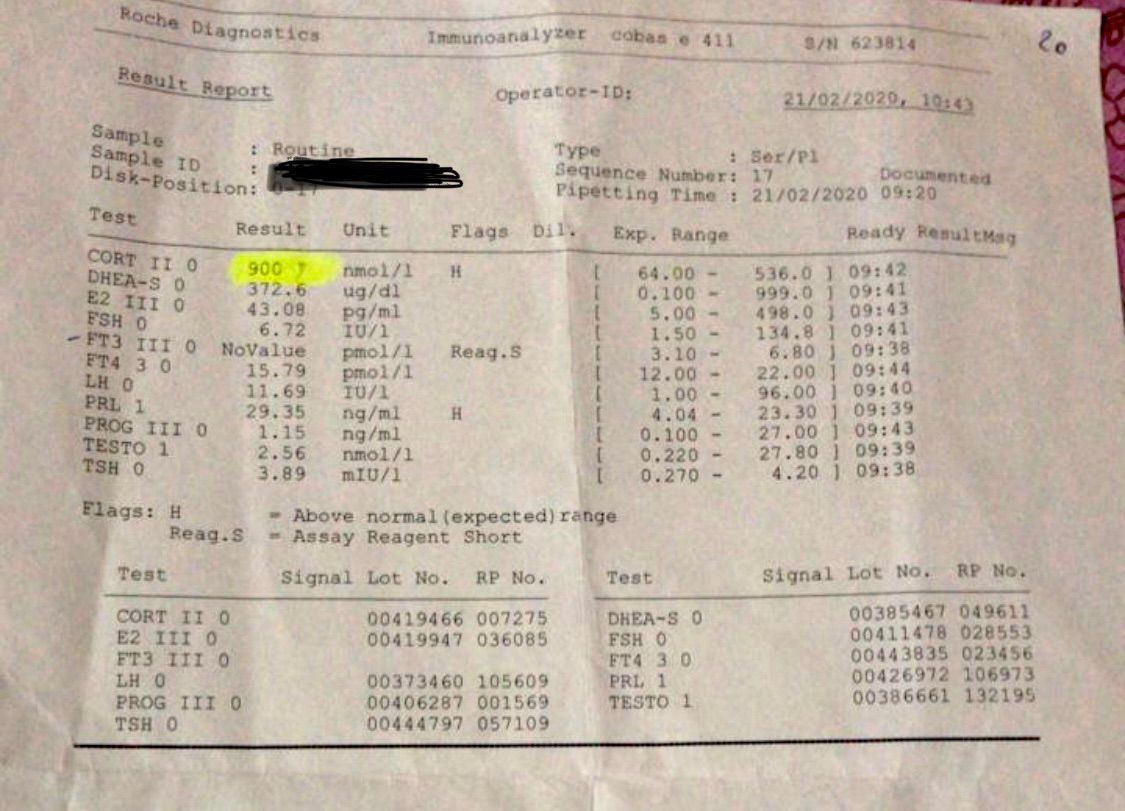 Roche Diagnostics Immunoanalyzer cobas e 411 S/N 623814
20
Result Report Operator-ID: 21/02/2020, 10:43
Sample : Routine Type : Ser/Pl
Sample ID : Sequence Number: 17 Documented
Disk-Position: 0-17 Pipetting Time : 21/02/2020 09:20
Test Result Unit Flags Dil. Exp. Range Ready ResultMsg
CORT II 0 900 nmol/l H [ 64.00 - 536.0 ] 09:42
DHEA-S 0 372.6 ug/dl [ 0.100 - 999.0 ] 09:41
E2 III 0 43.08 pg/ml [ 5.00 - 498.0 ] 09:43
FSH 0 6.72 IU/l [ 1.50 - 134.8 ] 09:41
FT3 III 0 NoValue pmol/l Reag.S [ 3.10 - 6.80 ] 09:38
FT4 3 0 15.79 pmol/l [ 12.00 - 22.00 ] 09:44
LH 0 11.69 IU/l [ 1.00 - 96.00 ] 09:40
PRL 1 29.35 ng/ml H [ 4.04 - 23.30 ] 09:39
PROG III 0 1.15 ng/ml [ 0.100 - 27.00 ] 09:43
TESTO 1 2.56 nmol/l [ 0.220 - 27.80 ] 09:39
TSH 0 3.89 mIU/l [ 0.270 - 4.20 ] 09:38
Flags: H = Above normal(expected)range
Reag.S = Assay Reagent Short
Test Signal Lot No. RP No. Test Signal Lot No. RP No.
CORT II 0 00419466 007275 DHEA-S 0 00385467 049611
E2 III 0 00419947 036085 FSH 0 00411478 028553
FT3 III 0 FT4 3 0 00443835 023456
LH 0 00373460 105609 PRL 1 00426972 106973
PROG III 0 00406287 001569 TESTO 1 00386661 132195
TSH 0 00444797 057109